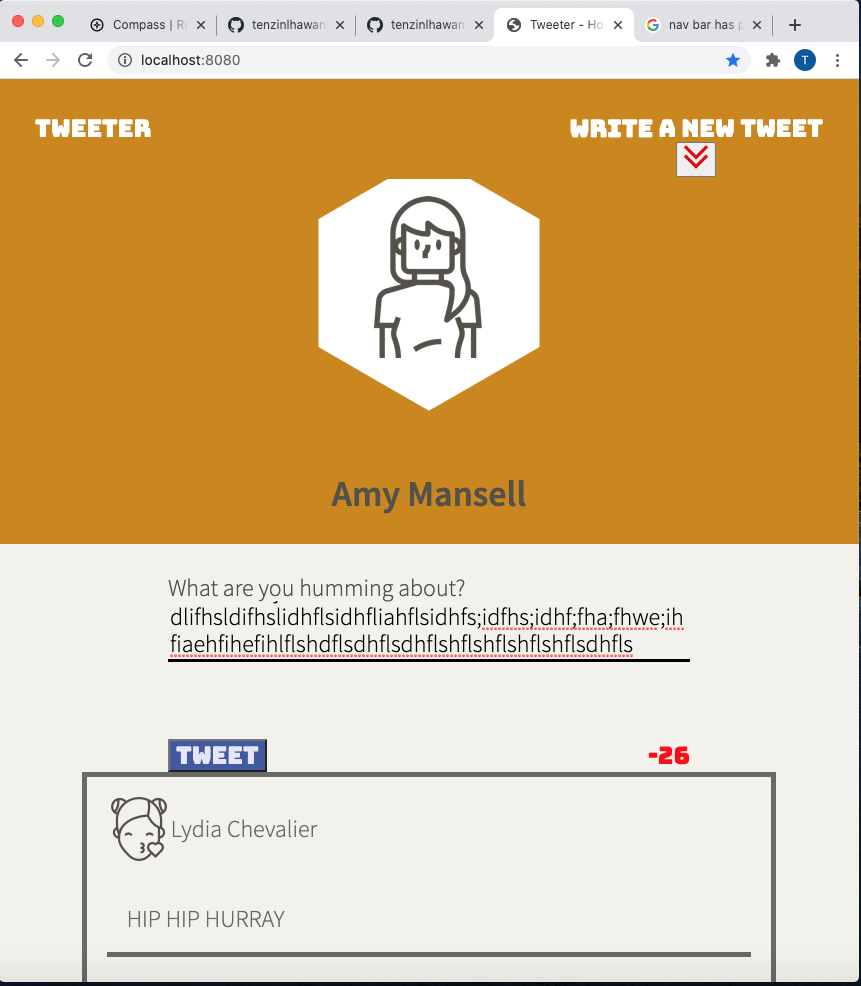 Compass | Re
tenzinlhawan
tenzinlhawan
Tweeter - Ho
nav bar has p
localhost:8080
T
TWEETER
WRITE A NEW TWEET
Amy Mansell
What are you humming about?
dlifhsldifhslidhflsidhfliahflsidhfs;idfhs;idhf;fha;fhwe;ih
fiaehfihefihlflshdflsdhflsdhflshflshflshflshflsdhfls
TWEET
-26
Lydia Chevalier
HIP HIP HURRAY